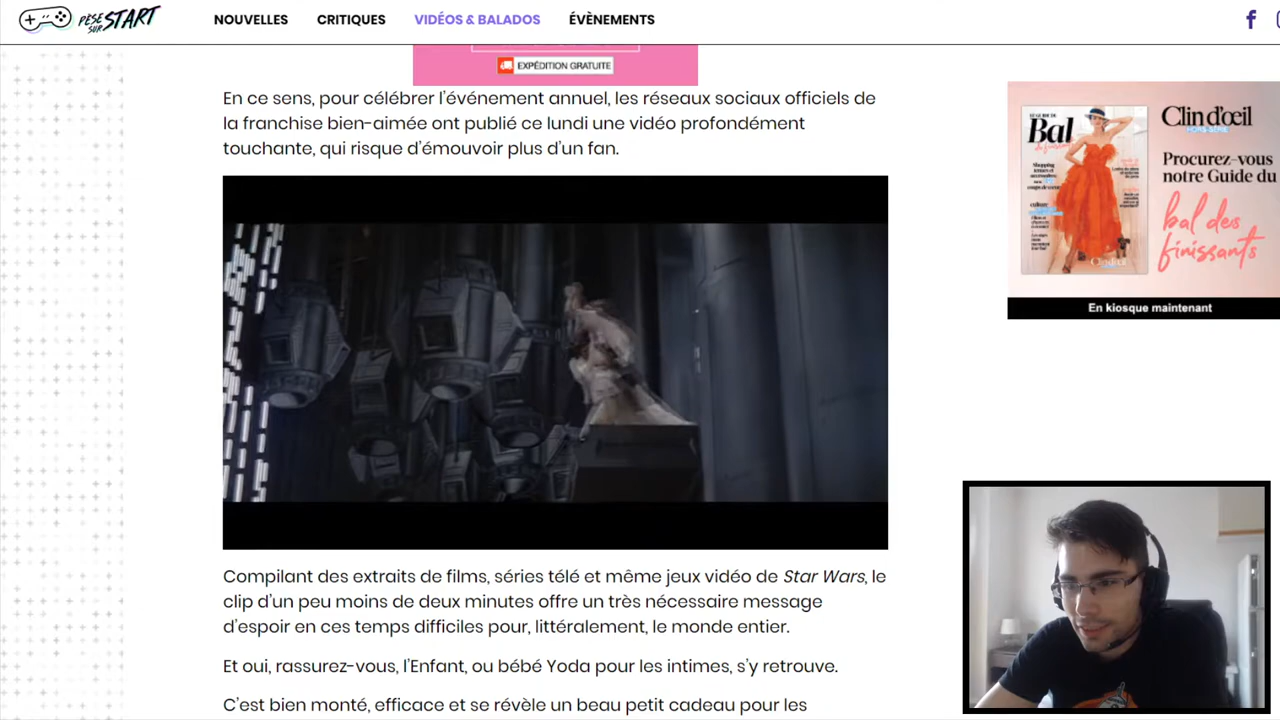 PÈSE SUR START
NOUVELLES
CRITIQUES
VIDÉOS & BALADOS
ÉVÈNEMENTS
f
EXPÉDITION GRATUITE
En ce sens, pour célébrer l’événement annuel, les réseaux sociaux officiels de
la franchise bien-aimée ont publié ce lundi une vidéo profondément
touchante, qui risque d’émouvoir plus d’un fan.
Compilant des extraits de films, séries télé et même jeux vidéo de Star Wars, le
clip d’un peu moins de deux minutes offre un très nécessaire message
d’espoir en ces temps difficiles pour, littéralement, le monde entier.
Et oui, rassurez-vous, l’Enfant, ou bébé Yoda pour les intimes, s’y retrouve.
C’est bien monté, efficace et se révèle un beau petit cadeau pour les
LE GUIDE DU
Bal
Clin d’œil
HORS-SÉRIE
Procurez-vous
notre Guide du
bal des
finissants
En kiosque maintenant